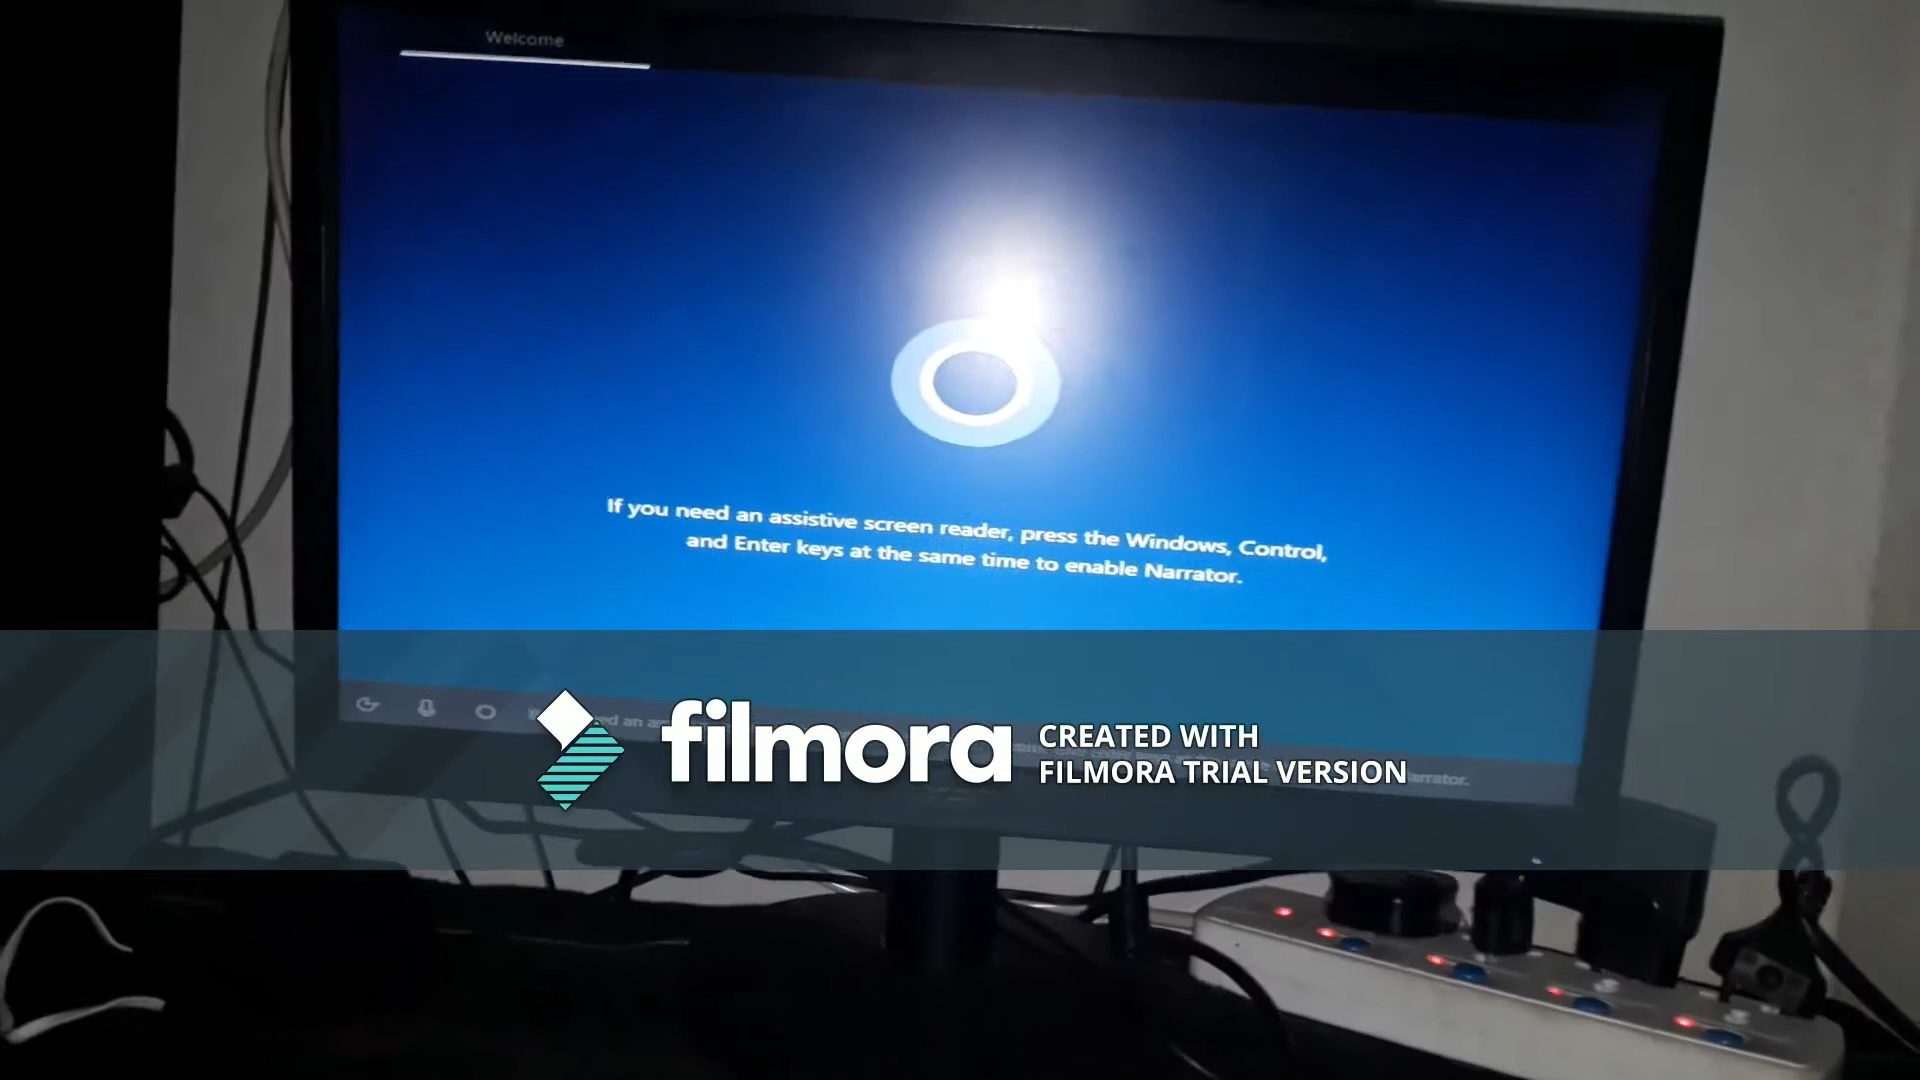 Welcome
If you need an assistive screen reader, press the Windows, Control,
and Enter keys at the same time to enable Narrator.
filmora
CREATED WITH
FILMORA TRIAL VERSION